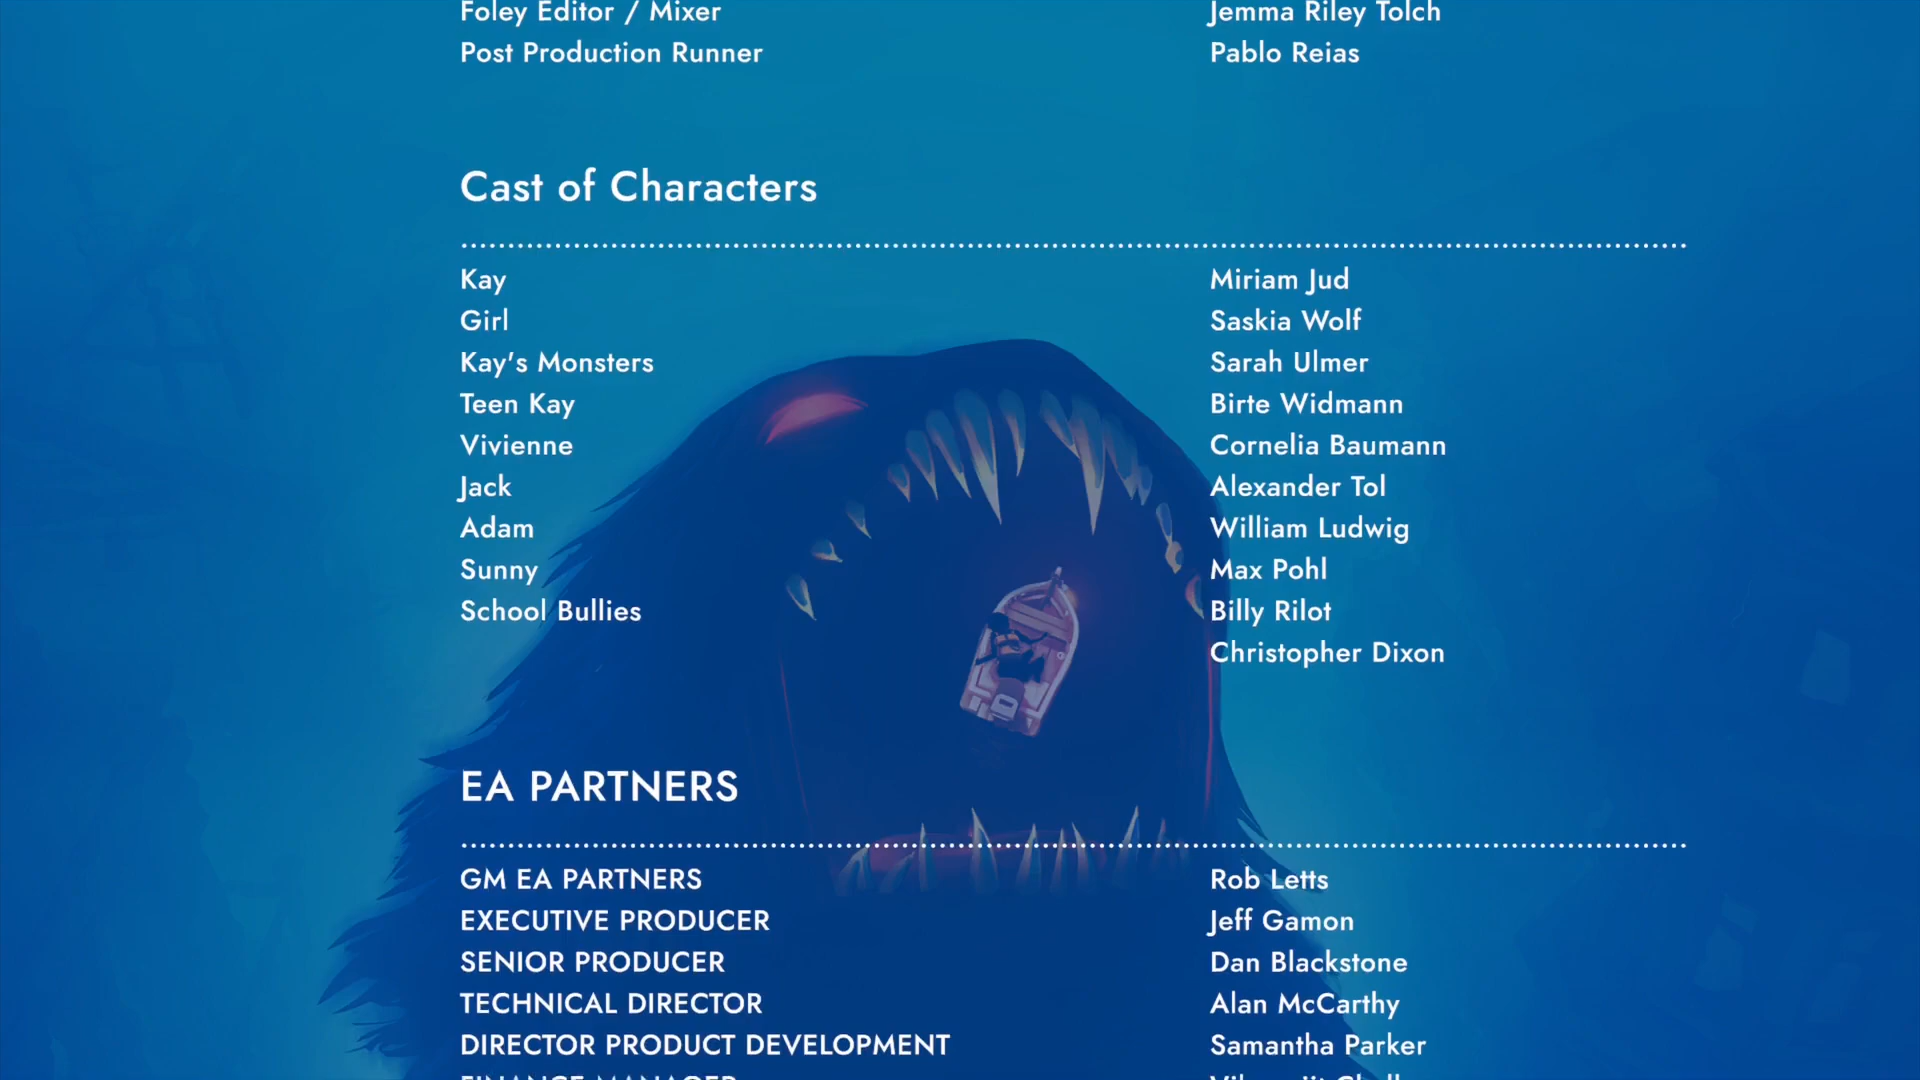 Foley Editor / Mixer Jemma Riley Tolch
Post Production Runner Pablo Reias
Cast of Characters
Kay Miriam Jud
Girl Saskia Wolf
Kay's Monsters Sarah Ulmer
Teen Kay Birte Widmann
Vivienne Cornelia Baumann
Jack Alexander Tol
Adam William Ludwig
Sunny Max Pohl
School Bullies Billy Rilot
Christopher Dixon
EA PARTNERS
GM EA PARTNERS Rob Letts
EXECUTIVE PRODUCER Jeff Gamon
SENIOR PRODUCER Dan Blackstone
TECHNICAL DIRECTOR Alan McCarthy
DIRECTOR PRODUCT DEVELOPMENT Samantha Parker
FINANCE MANAGER